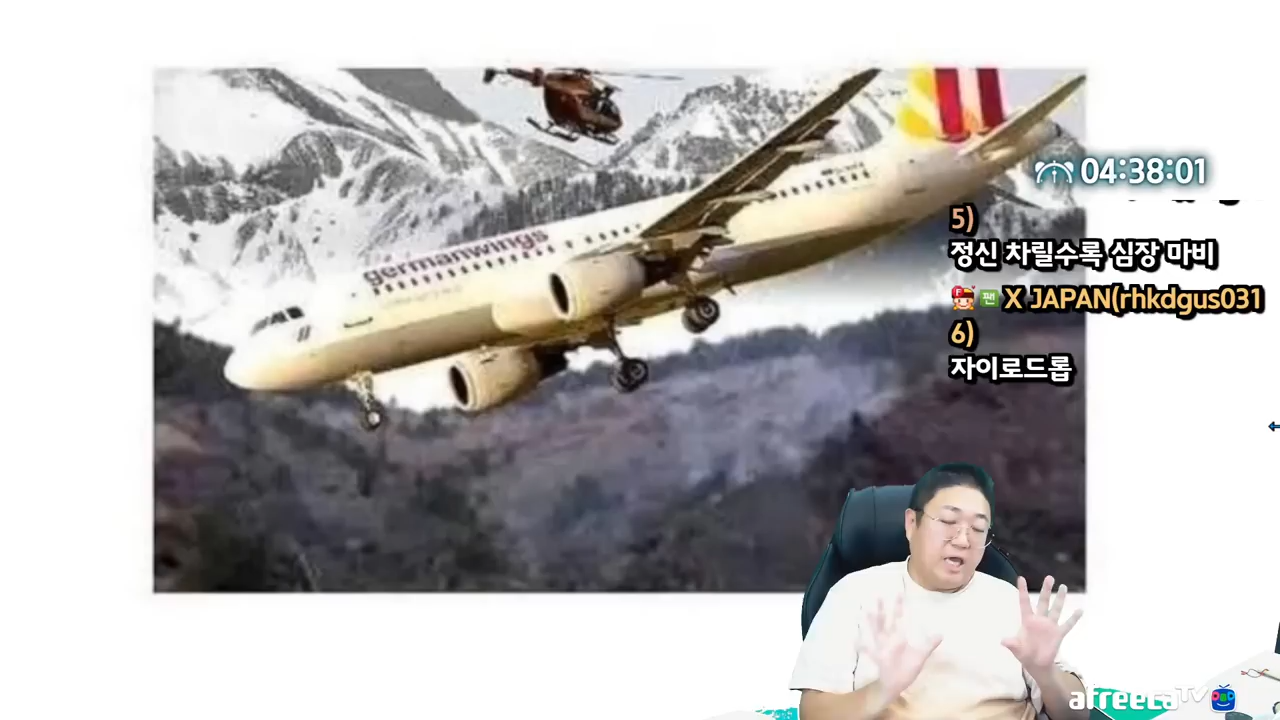 germanwings
04:38:01
5)
정신 차릴수록 심장 마비
팬 X JAPAN(rhkdgus031
6)
자이로드롭
afreecaTV